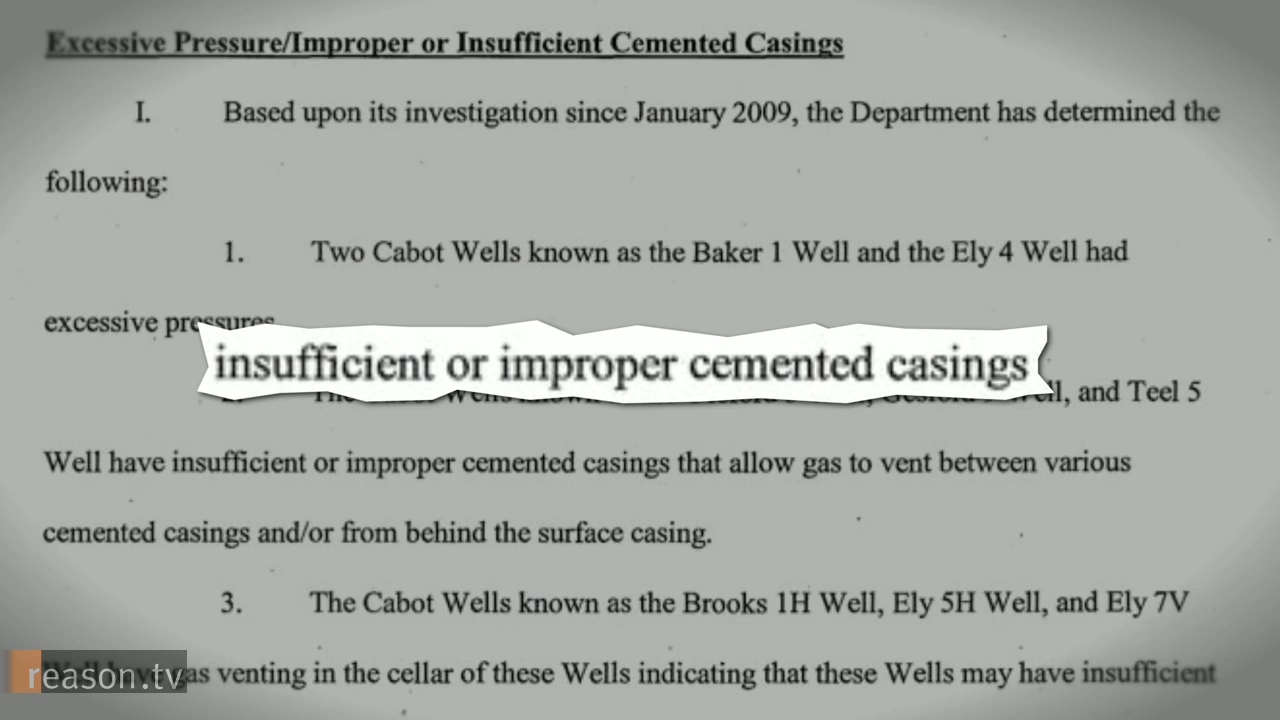 Excessive Pressure/Improper or Insufficient Cemented Casings
I. Based upon its investigation since January 2009, the Department has determined the
following:
1. Two Cabot Wells known as the Baker 1 Well and the Ely 4 Well had
excessive pressures.
insufficient or improper cemented casings
and Teel 5
Well have insufficient or improper cemented casings that allow gas to vent between various
cemented casings and/or from behind the surface casing.
3. The Cabot Wells known as the Brooks 1H Well, Ely 5H Well, and Ely 7V
gas venting in the cellar of these Wells indicating that these Wells may have insufficient
reason.tv